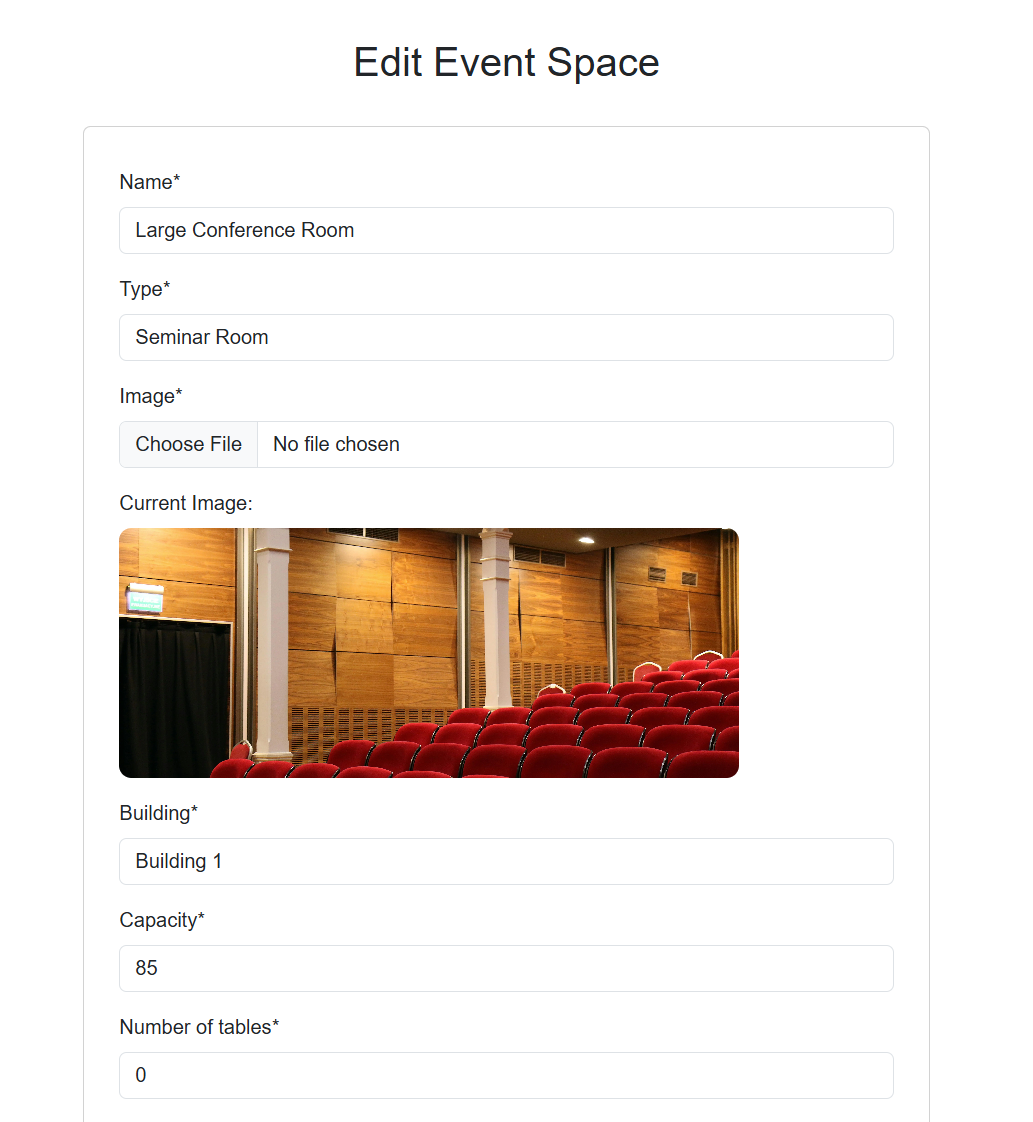 Edit Event Space
Name*
Large Conference Room
Type*
Seminar Room
Image*
Choose File No file chosen
Current Image:
Building*
Building 1
Capacity*
85
Number of tables*
0